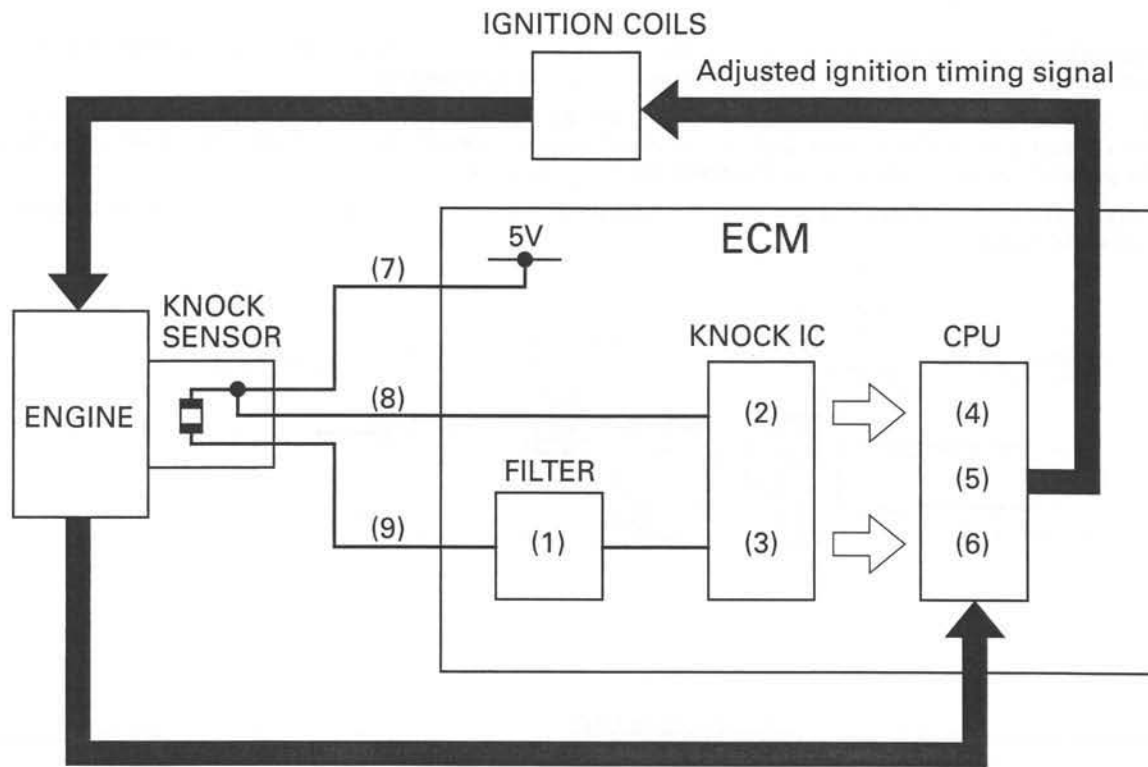 IGNITION COILS
Adjusted ignition timing signal
ECM
5V
(7)
KNOCK
SENSOR
KNOCK IC
CPU
ENGINE
(8)
(2)
(4)
FILTER
(5)
(9)
(1)
(3)
(6)